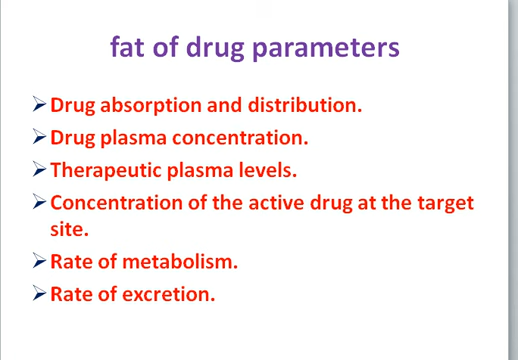 fat of drug parameters
➢Drug absorption and distribution.
➢Drug plasma concentration.
➢Therapeutic plasma levels.
➢Concentration of the active drug at the target
site.
➢Rate of metabolism.
➢Rate of excretion.